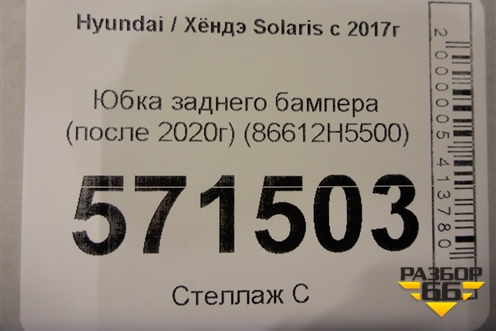 Hyundai / Хёндэ Solaris с 2017г
Юбка заднего бампера
(после 2020г) (86612H5500)
571503
Стеллаж С
2000005413780
РАЗБОР
66